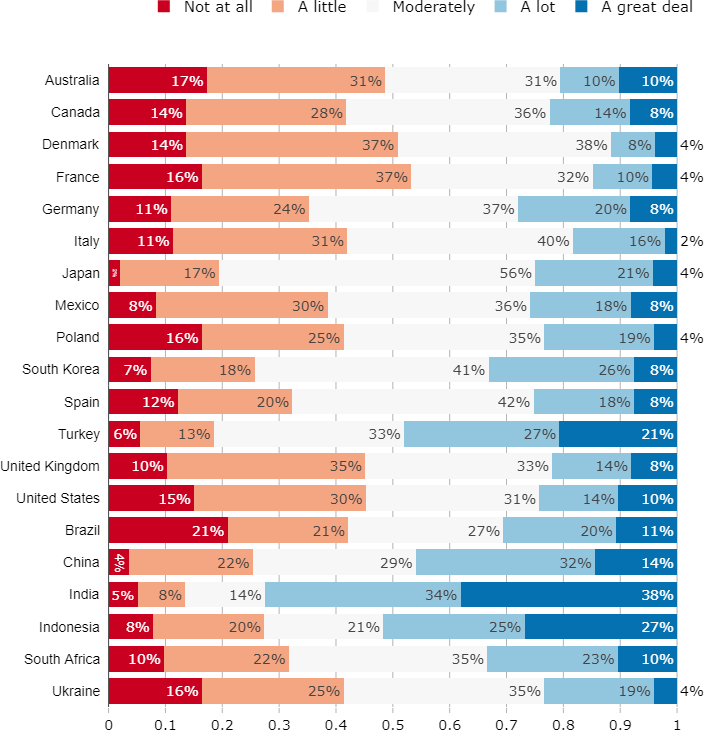 Not at all A little Moderately A lot A great deal
Australia 17% 31% 31% 10% 10%
Canada 14% 28% 36% 14% 8%
Denmark 14% 37% 38% 8% 4%
France 16% 37% 32% 10% 4%
Germany 11% 24% 37% 20% 8%
Italy 11% 31% 40% 16% 2%
Japan 2% 17% 56% 21% 4%
Mexico 8% 30% 36% 18% 8%
Poland 16% 25% 35% 19% 4%
South Korea 7% 18% 41% 26% 8%
Spain 12% 20% 42% 18% 8%
Turkey 6% 13% 33% 27% 21%
United Kingdom 10% 35% 33% 14% 8%
United States 15% 30% 31% 14% 10%
Brazil 21% 21% 27% 20% 11%
China 4% 22% 29% 32% 14%
India 5% 8% 14% 34% 38%
Indonesia 8% 20% 21% 25% 27%
South Africa 10% 22% 35% 23% 10%
Ukraine 16% 25% 35% 19% 4%
0 0.1 0.2 0.3 0.4 0.5 0.6 0.7 0.8 0.9 1